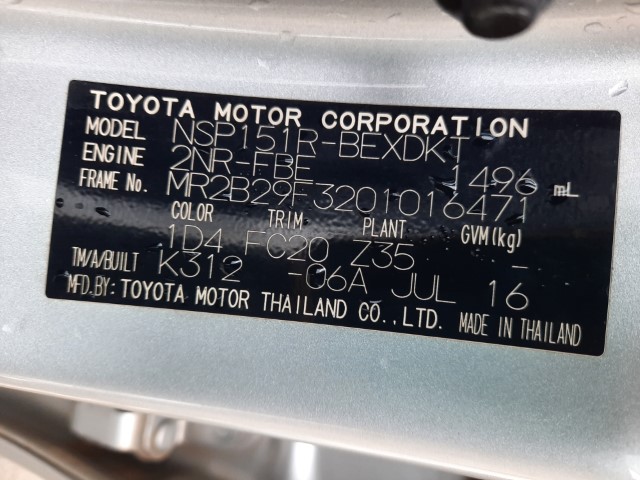 TOYOTA MOTOR CORPORATION
MODEL NSP151R-BEXDKT
ENGINE 2NR-FBE 1496 mL
FRAME No. MR2B29F3201016471
COLOR TRIM PLANT GVM(kg)
1D4 FC20 Z35 -
TM/A/BUILT K312 -06A JUL 16
MFD.BY: TOYOTA MOTOR THAILAND CO.,LTD. MADE IN THAILAND